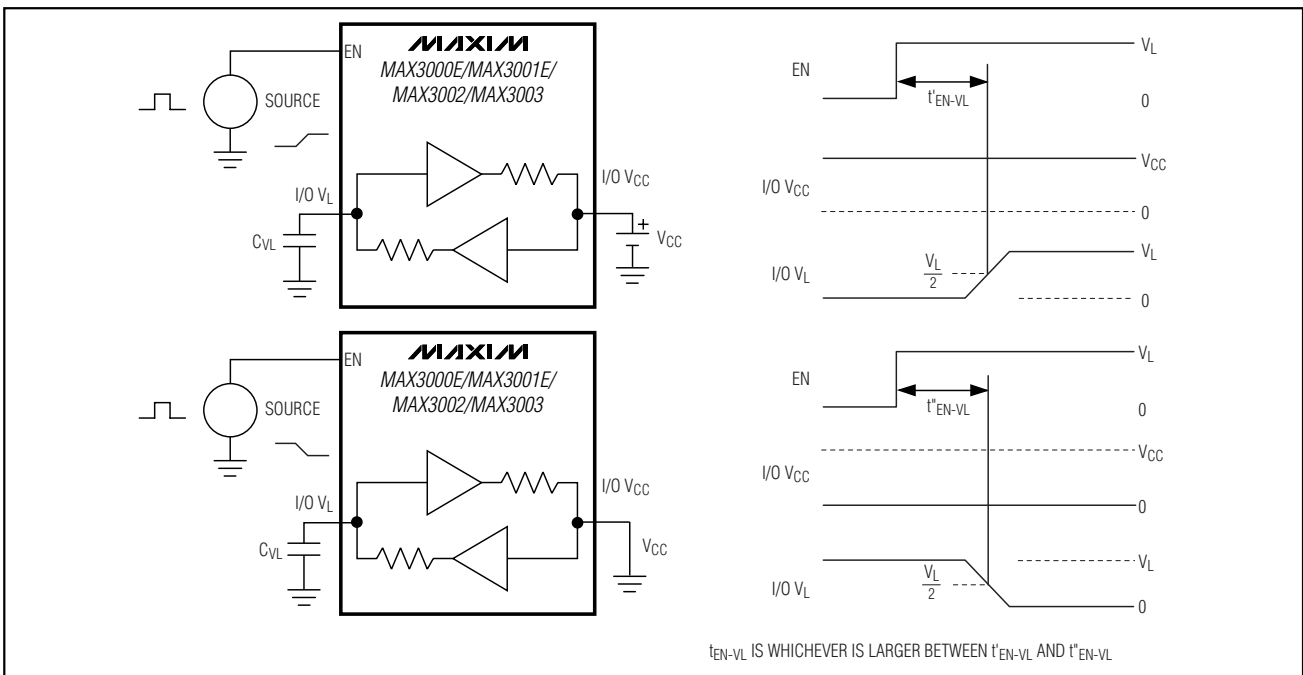 EN
MAXIM
MAX3000E/MAX3001E/
MAX3002/MAX3003
SOURCE
I/O VL
I/O VCC
CVL
+
VCC
EN
VL
t'EN-VL
0
VCC
I/O VCC
0
VL
I/O VL
VL
2
0
EN
MAXIM
MAX3000E/MAX3001E/
MAX3002/MAX3003
SOURCE
I/O VL
I/O VCC
CVL
VCC
VL
EN
t"EN-VL
0
VCC
I/O VCC
0
VL
I/O VL
VL
2
0
tEN-VL IS WHICHEVER IS LARGER BETWEEN t'EN-VL AND t"EN-VL